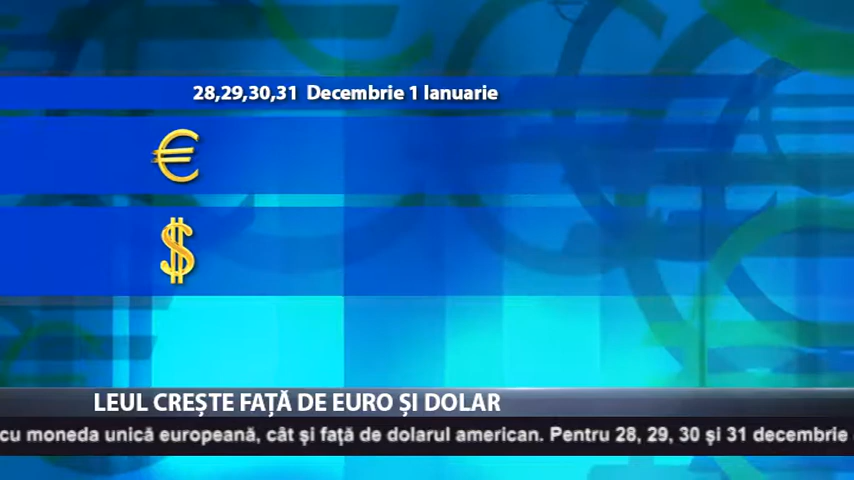 28,29,30,31 Decembrie 1 Ianuarie
€
$
LEUL CREȘTE FAȚĂ DE EURO ȘI DOLAR
cu moneda unică europeană, cât și față de dolarul american. Pentru 28, 29, 30 și 31 decembrie